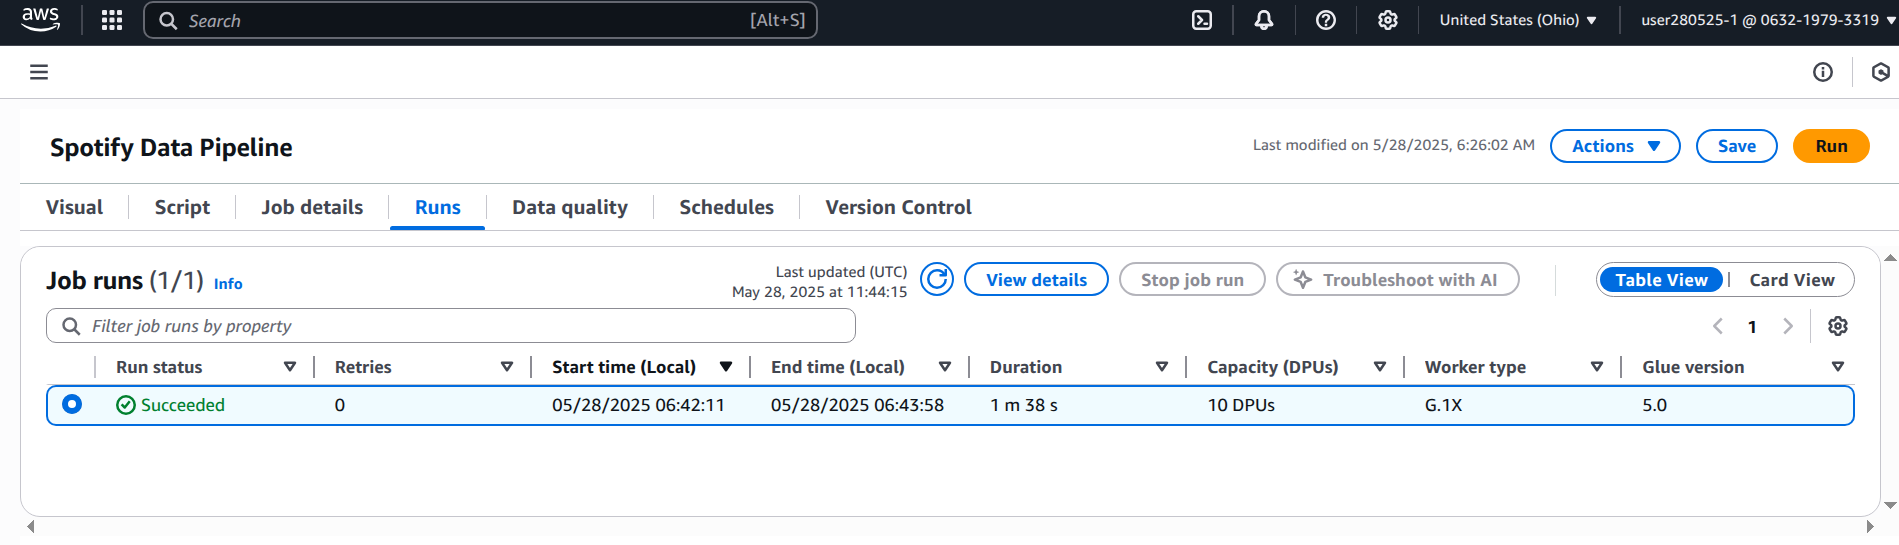 aws Search [Alt+S] United States (Ohio) user280525-1 @ 0632-1979-3319
Spotify Data Pipeline Last modified on 5/28/2025, 6:26:02 AM Actions Save Run
Visual Script Job details Runs Data quality Schedules Version Control
Job runs (1/1) Info Last updated (UTC) View details Stop job run Troubleshoot with AI Table View Card View
May 28, 2025 at 11:44:15
Filter job runs by property 1
Run status Retries Start time (Local) End time (Local) Duration Capacity (DPUs) Worker type Glue version
Succeeded 0 05/28/2025 06:42:11 05/28/2025 06:43:58 1 m 38 s 10 DPUs G.1X 5.0